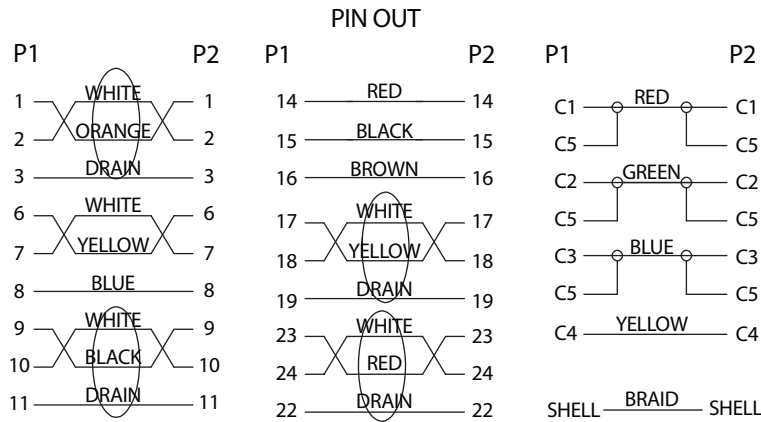 PIN OUT
P1 P2
1 WHITE 1
2 ORANGE 2
3 DRAIN 3
6 WHITE 6
7 YELLOW 7
8 BLUE 8
9 WHITE 9
10 BLACK 10
11 DRAIN 11
P1 P2
14 RED 14
15 BLACK 15
16 BROWN 16
17 WHITE 17
18 YELLOW 18
19 DRAIN 19
23 WHITE 23
24 RED 24
22 DRAIN 22
P1 P2
C1 RED C1
C5 C5
C2 GREEN C2
C5 C5
C3 BLUE C3
C5 C5
C4 YELLOW C4
SHELL BRAID SHELL